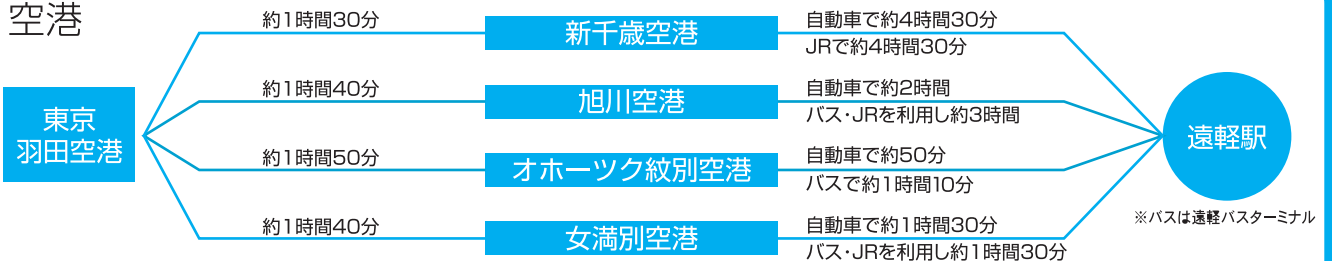 空港
東京
羽田空港
約1時間30分
新千歳空港
自動車で約4時間30分
JRで約4時間30分
約1時間40分
旭川空港
自動車で約2時間
バス・JRを利用し約3時間
約1時間50分
オホーツク紋別空港
自動車で約50分
バスで約1時間10分
約1時間40分
女満別空港
自動車で約1時間30分
バス・JRを利用し約1時間30分
遠軽駅
※バスは遠軽バスターミナル